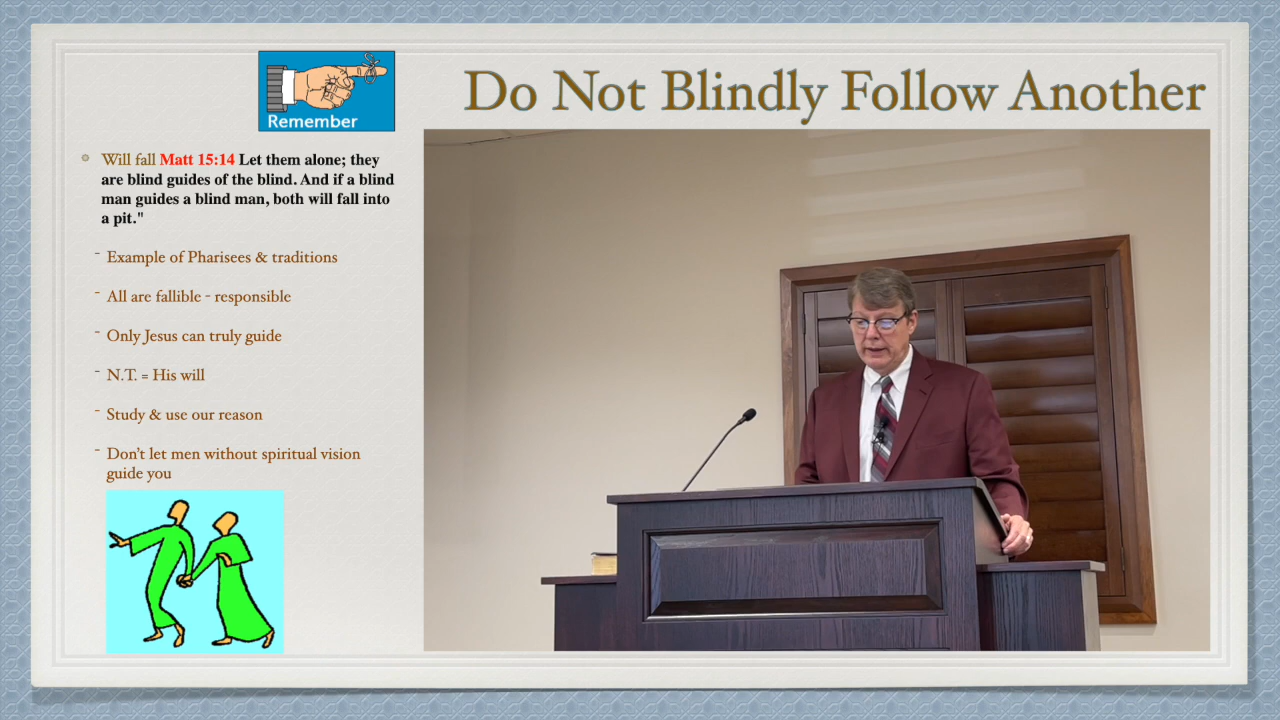 Remember
Do Not Blindly Follow Another
Will fall Matt 15:14 Let them alone; they
are blind guides of the blind. And if a blind
man guides a blind man, both will fall into
a pit."
- Example of Pharisees & traditions
- All are fallible - responsible
- Only Jesus can truly guide
- N.T. = His will
- Study & use our reason
- Don’t let men without spiritual vision
guide you